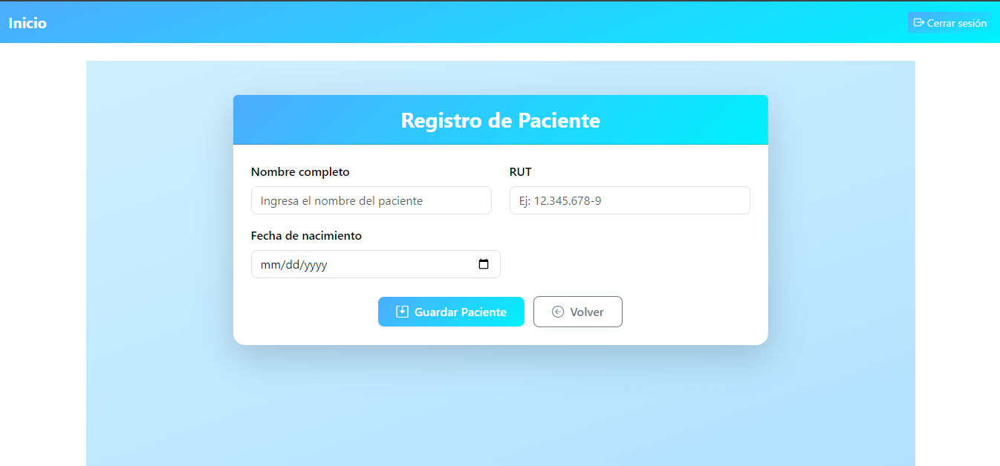 Inicio
Cerrar sesión
Registro de Paciente
Nombre completo
RUT
Ingresa el nombre del paciente
Ej: 12.345.678-9
Fecha de nacimiento
mm/dd/yyyy
Guardar Paciente
Volver